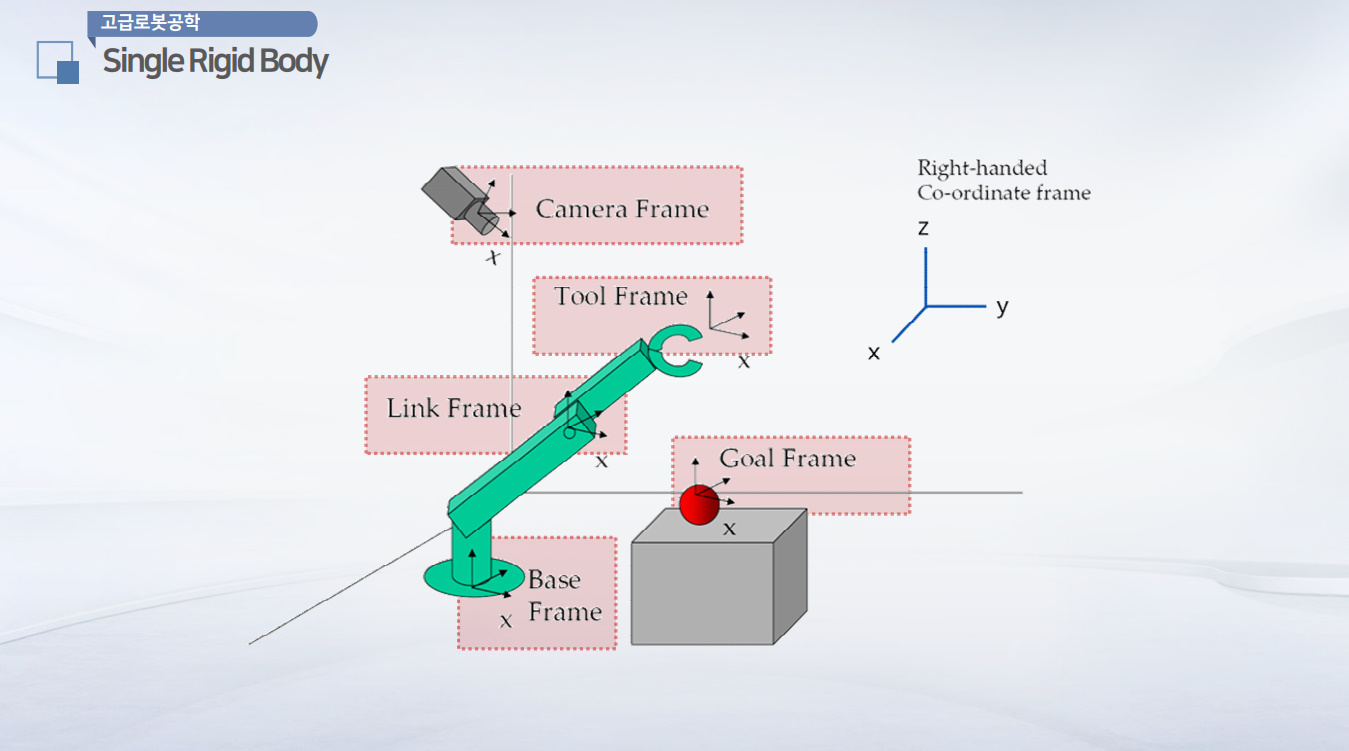 고급로봇공학
Single Rigid Body
Right-handed
Co-ordinate frame
z
y
x
Camera Frame
x
Tool Frame
x
Link Frame
x
Goal Frame
x
Base
Frame
x